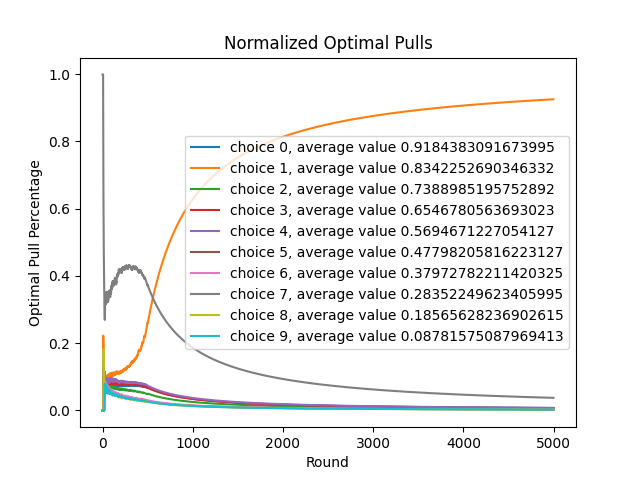 Normalized Optimal Pulls
Optimal Pull Percentage
1.0
0.8
0.6
0.4
0.2
0.0
choice 0, average value 0.9184383091673995
choice 1, average value 0.8342252690346332
choice 2, average value 0.7388985195752892
choice 3, average value 0.6546780563693023
choice 4, average value 0.5694671227054127
choice 5, average value 0.47798205816223127
choice 6, average value 0.37972782211420325
choice 7, average value 0.28352249623405995
choice 8, average value 0.18565628236902615
choice 9, average value 0.08781575087969413
0 1000 2000 3000 4000 5000
Round